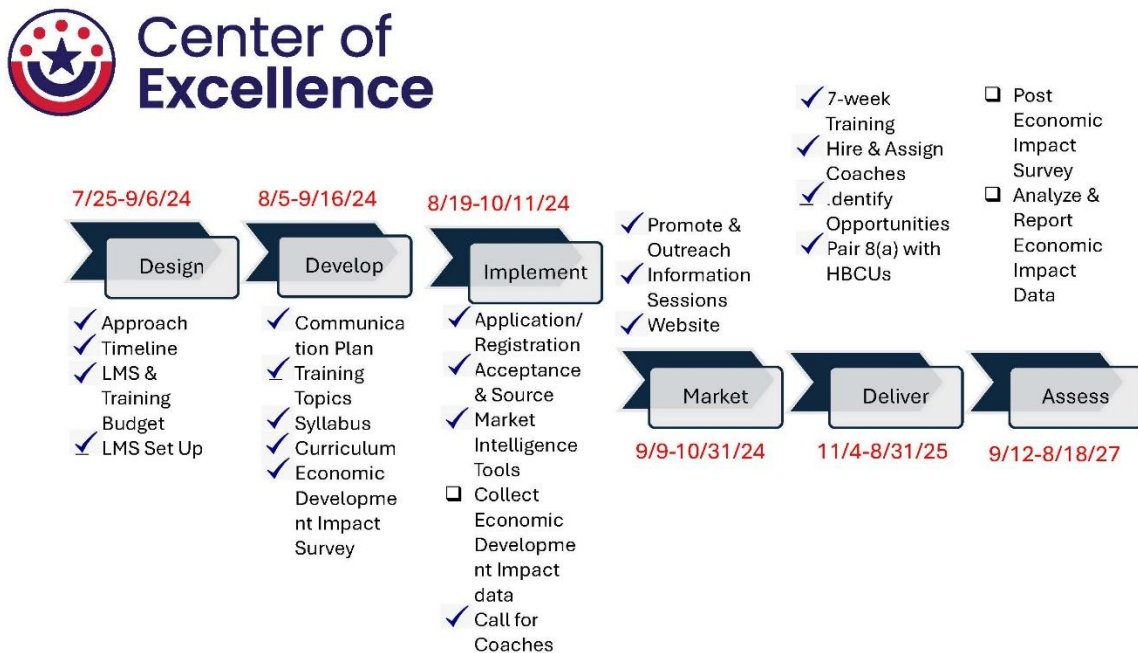 Center of
Excellence
7/25-9/6/24
Design
✓ Approach
✓ Timeline
✓ LMS &
Training
Budget
✓ LMS Set Up
8/5-9/16/24
Develop
✓ Communica
tion Plan
✓ Training
Topics
✓ Syllabus
✓ Curriculum
✓ Economic
Developme
nt Impact
Survey
8/19-10/11/24
Implement
✓ Application/
Registration
✓ Acceptance
& Source
✓ Market
Intelligence
Tools
❑ Collect
Economic
Developme
nt Impact
data
✓ Call for
Coaches
✓ Promote &
Outreach
✓ Information
Sessions
✓ Website
Market
9/9-10/31/24
✓ 7-week
Training
✓ Hire & Assign
Coaches
✓ .dentify
Opportunities
✓ Pair 8(a) with
HBCUs
Deliver
11/4-8/31/25
❑ Post
Economic
Impact
Survey
❑ Analyze &
Report
Economic
Impact
Data
Assess
9/12-8/18/27